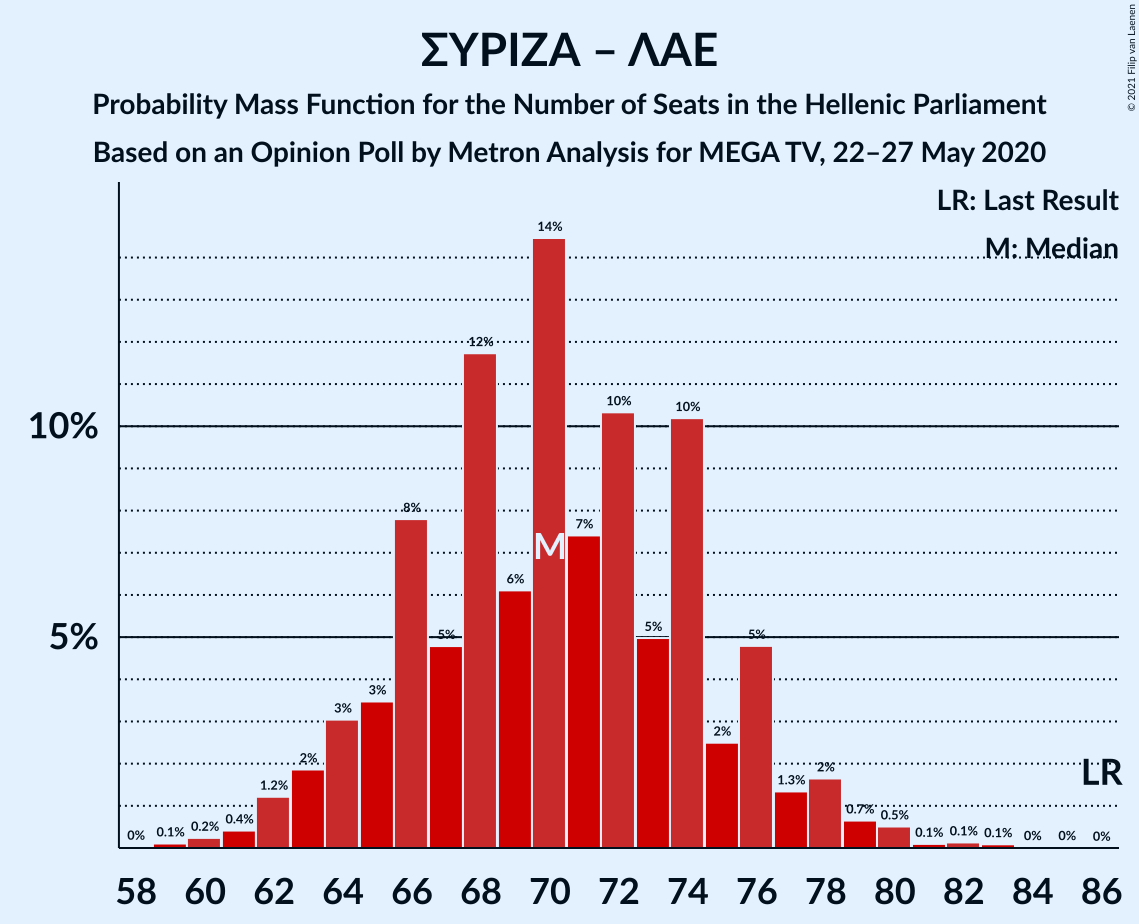 ΣΥΡΙΖΑ – ΛΑΕ
Probability Mass Function for the Number of Seats in the Hellenic Parliament
Based on an Opinion Poll by Metron Analysis for MEGA TV, 22–27 May 2020
© 2021 Filip van Laenen
LR: Last Result
M: Median
10%
5%
0% 0.1% 0.2% 0.4% 1.2% 2% 3% 3% 8% 5% 12% 6% 14% 7% 10% 5% 10% 2% 5% 1.3% 2% 0.7% 0.5% 0.1% 0.1% 0.1% 0% 0% 0%
M
LR
58 60 62 64 66 68 70 72 74 76 78 80 82 84 86